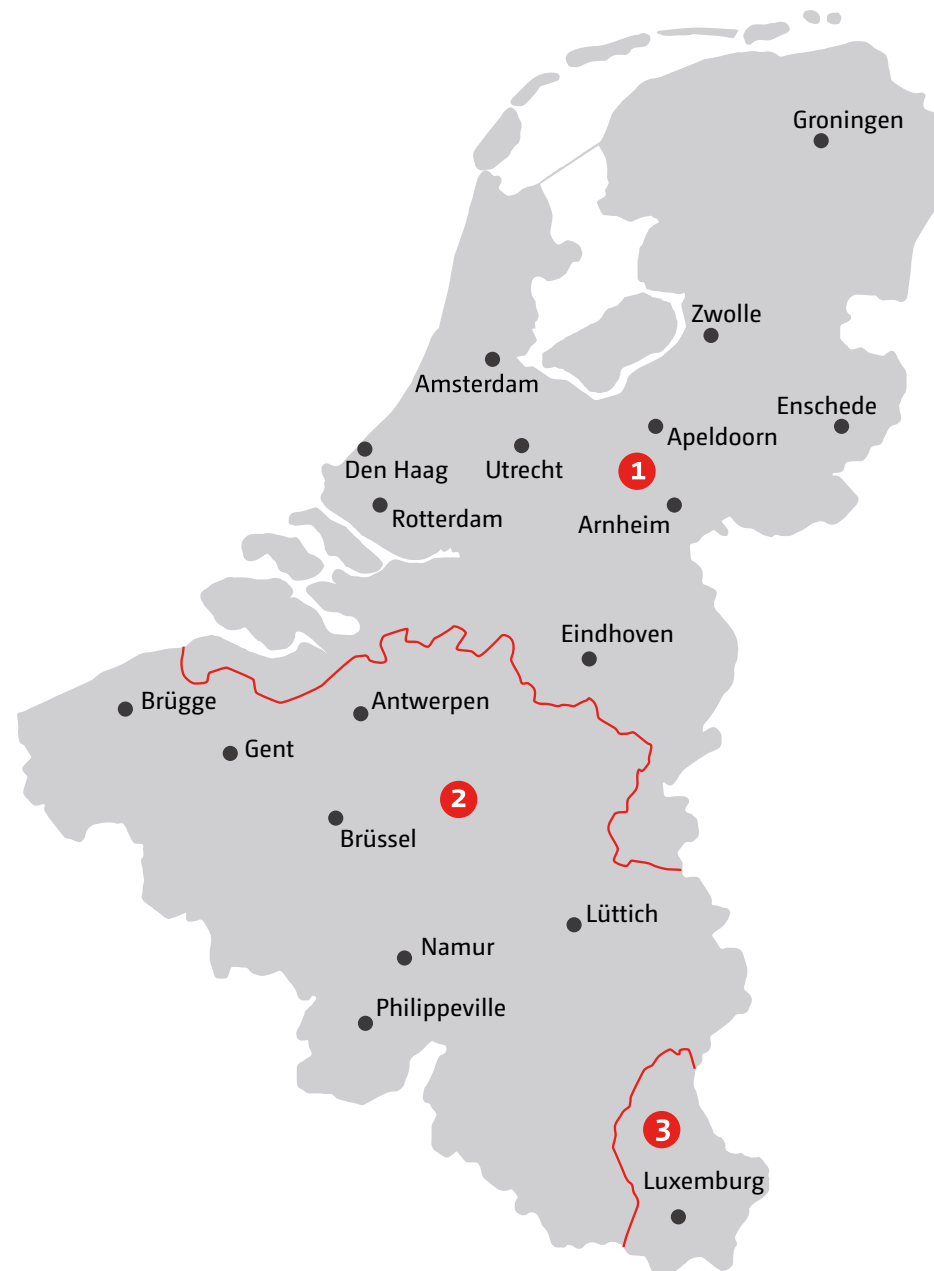 Groningen
Zwolle
Amsterdam
Enschede
Apeldoorn
Den Haag
Utrecht
1
Rotterdam
Arnheim
Eindhoven
Brügge
Antwerpen
Gent
2
Brüssel
Lüttich
Namur
Philippeville
3
Luxemburg